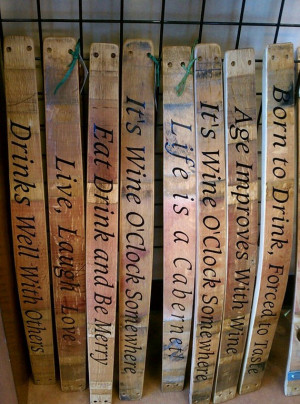 Drinks Well With Others
Live, Laugh Love
Eat Drink and Be Merry
It's Wine O'Clock Somewhere,
Life is a Cabernet
It's Wine O'Clock Somewhere
Age Improves With Wine
Born to Drink, Forced to Taste